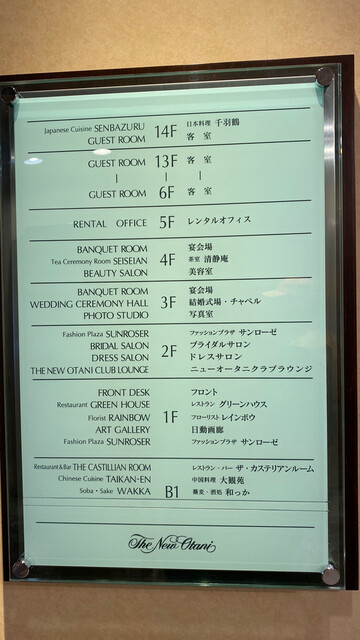 Japanese Cuisine SENBAZURU 14F 日本料理 千羽鶴
GUEST ROOM 客 室
GUEST ROOM 13F 客 室
| | |
GUEST ROOM 6F 客 室
RENTAL OFFICE 5F レンタルオフィス
BANQUET ROOM 宴会場
Tea Ceremony Room SEISEIAN 4F 茶室 清静庵
BEAUTY SALON 美容室
BANQUET ROOM 宴会場
WEDDING CEREMONY HALL 3F 結婚式場・チャペル
PHOTO STUDIO 写真室
Fashion Plaza SUNROSER ファッションプラザ サンローゼ
BRIDAL SALON 2F ブライダルサロン
DRESS SALON ドレスサロン
THE NEW OTANI CLUB LOUNGE ニューオータニクラブラウンジ
FRONT DESK フロント
Restaurant GREEN HOUSE レストラン グリーンハウス
Florist RAINBOW 1F フローリスト レインボウ
ART GALLERY 日動画廊
Fashion Plaza SUNROSER ファッションプラザ サンローゼ
Restaurant & Bar THE CASTILLIAN ROOM レストラン・バー ザ・カステリアンルーム
Chinese Cuisine TAIKAN-EN 中国料理 大観苑
Soba・Sake WAKKA B1 蕎麦・酒処 和っか
The New Otani